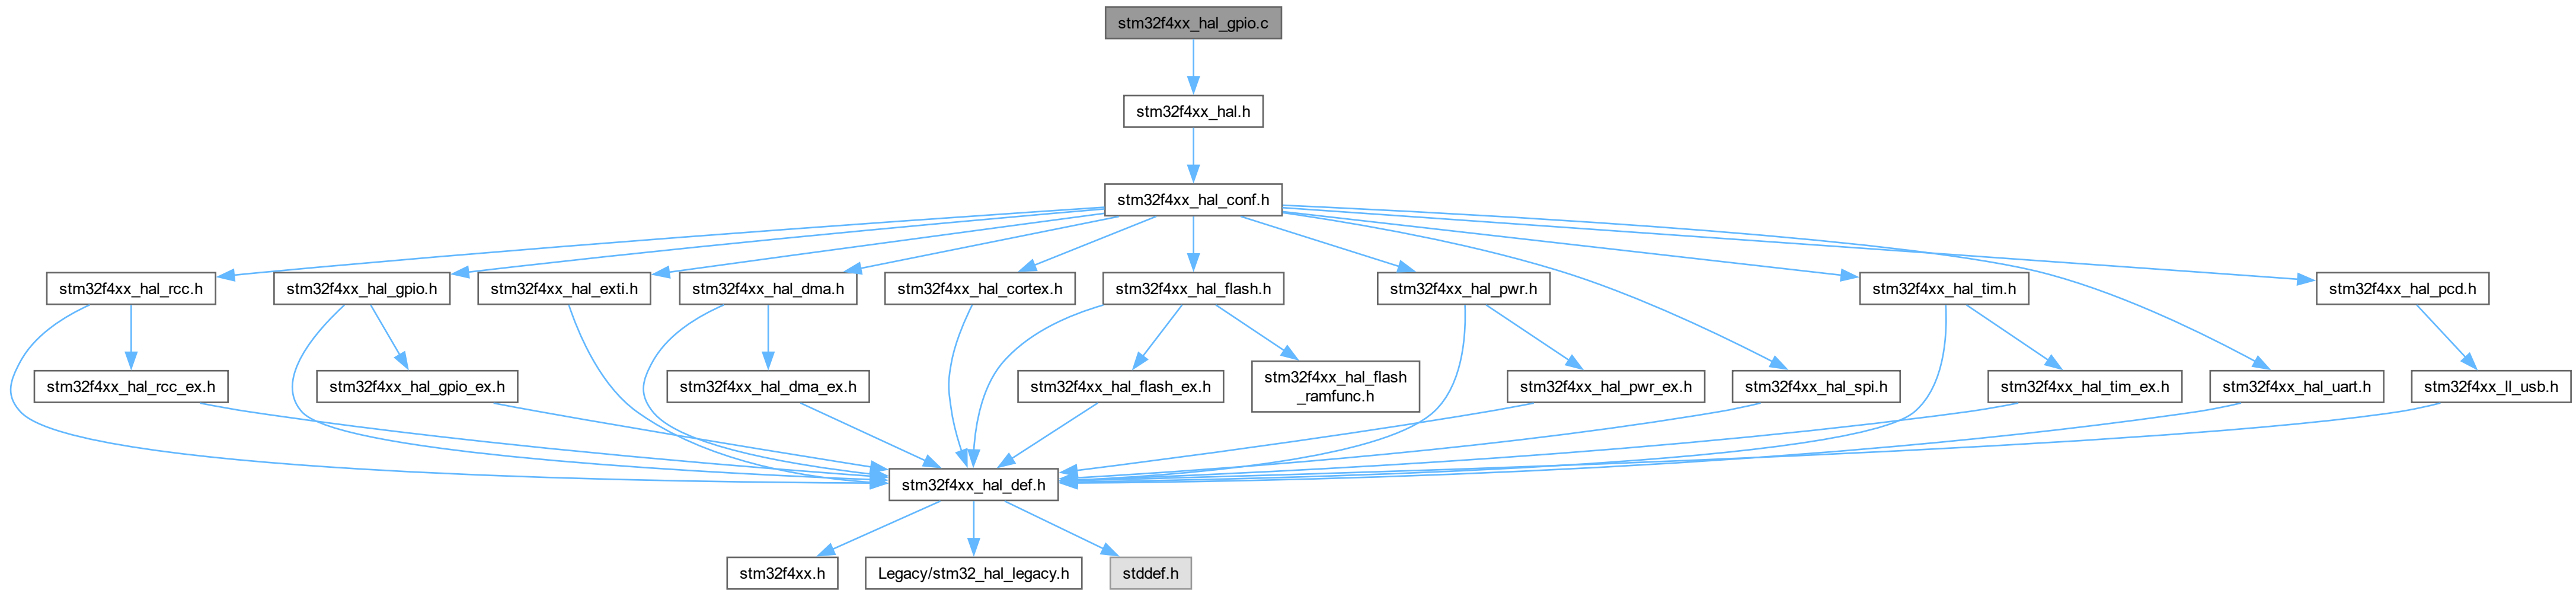 stm32f4xx_hal_gpio.c
stm32f4xx_hal.h
stm32f4xx_hal_conf.h
stm32f4xx_hal_rcc.h
stm32f4xx_hal_gpio.h
stm32f4xx_hal_exti.h
stm32f4xx_hal_dma.h
stm32f4xx_hal_cortex.h
stm32f4xx_hal_flash.h
stm32f4xx_hal_pwr.h
stm32f4xx_hal_tim.h
stm32f4xx_hal_pcd.h
stm32f4xx_hal_rcc_ex.h
stm32f4xx_hal_gpio_ex.h
stm32f4xx_hal_dma_ex.h
stm32f4xx_hal_flash_ex.h
stm32f4xx_hal_flash
_ramfunc.h
stm32f4xx_hal_pwr_ex.h
stm32f4xx_hal_spi.h
stm32f4xx_hal_tim_ex.h
stm32f4xx_hal_uart.h
stm32f4xx_ll_usb.h
stm32f4xx_hal_def.h
stm32f4xx.h
Legacy/stm32_hal_legacy.h
stddef.h